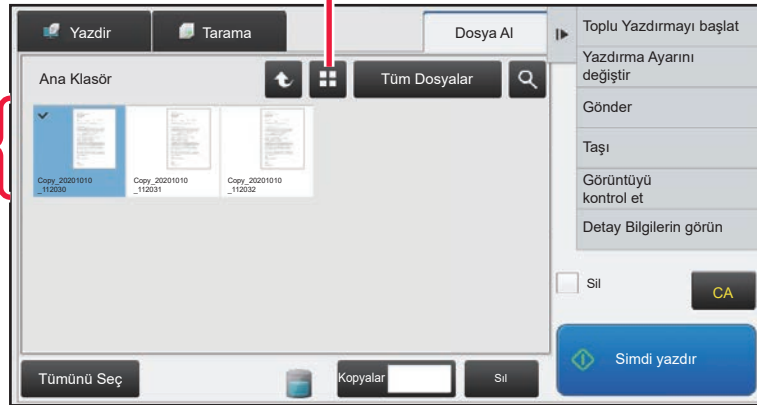 Yazdir
Tarama
Dosya Al
Ana Klasör
Tüm Dosyalar
Copy_20201010
_112030
Copy_20201010
_112031
Copy_20201010
_112032
Tümünü Seç
Kopyalar
Sıl
Toplu Yazdırmayı başlat
Yazdırma Ayarını
değiştir
Gönder
Taşı
Görüntüyü
kontrol et
Detay Bilgilerin görün
Sil
CA
Simdi yazdır